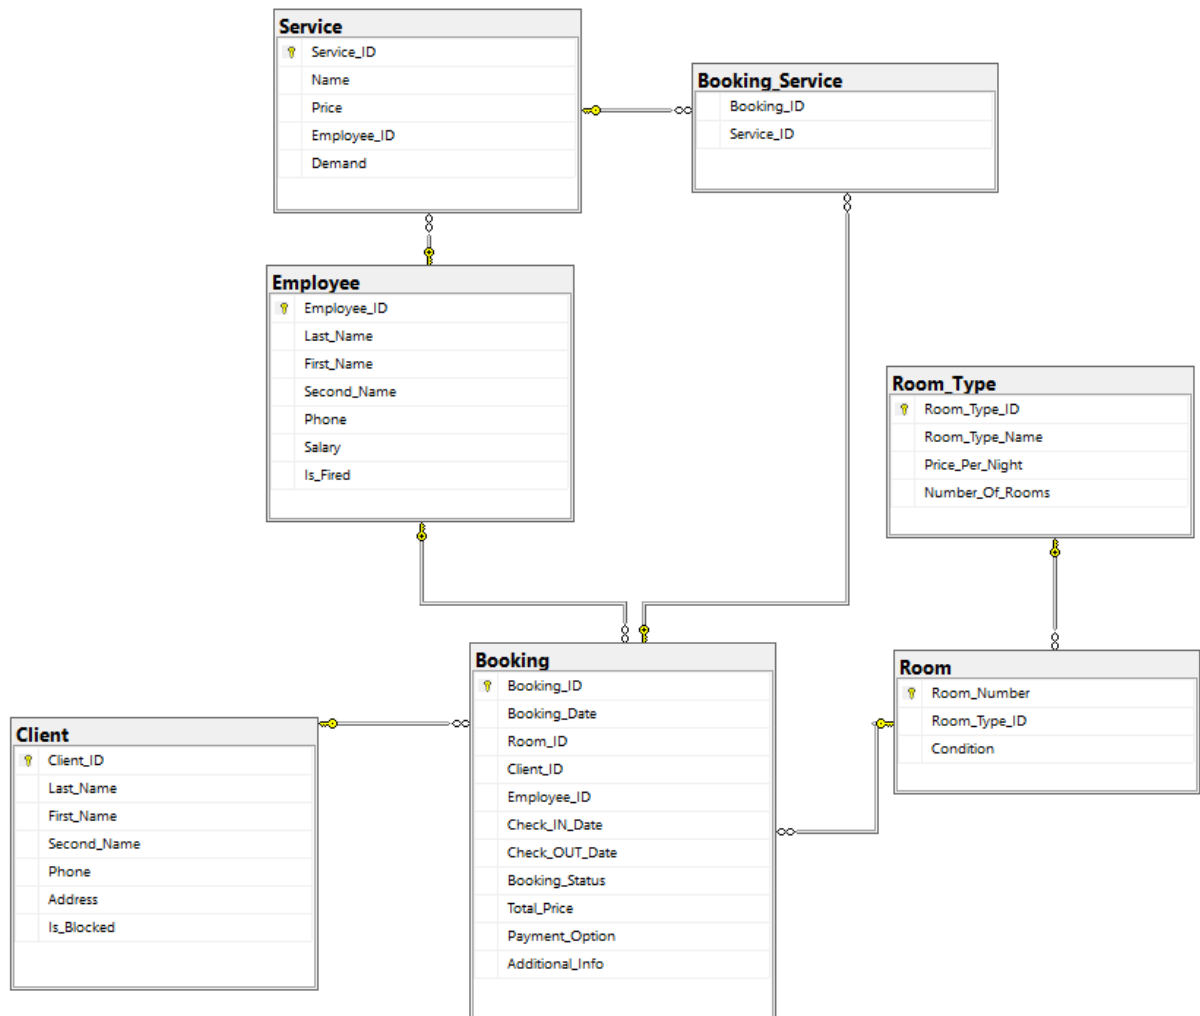 Service
Service_ID
Name
Price
Employee_ID
Demand
Booking_Service
Booking_ID
Service_ID
Employee
Employee_ID
Last_Name
First_Name
Second_Name
Phone
Salary
Is_Fired
Room_Type
Room_Type_ID
Room_Type_Name
Price_Per_Night
Number_Of_Rooms
Booking
Booking_ID
Booking_Date
Room_ID
Client_ID
Employee_ID
Check_IN_Date
Check_OUT_Date
Booking_Status
Total_Price
Payment_Option
Additional_Info
Room
Room_Number
Room_Type_ID
Condition
Client
Client_ID
Last_Name
First_Name
Second_Name
Phone
Address
Is_Blocked